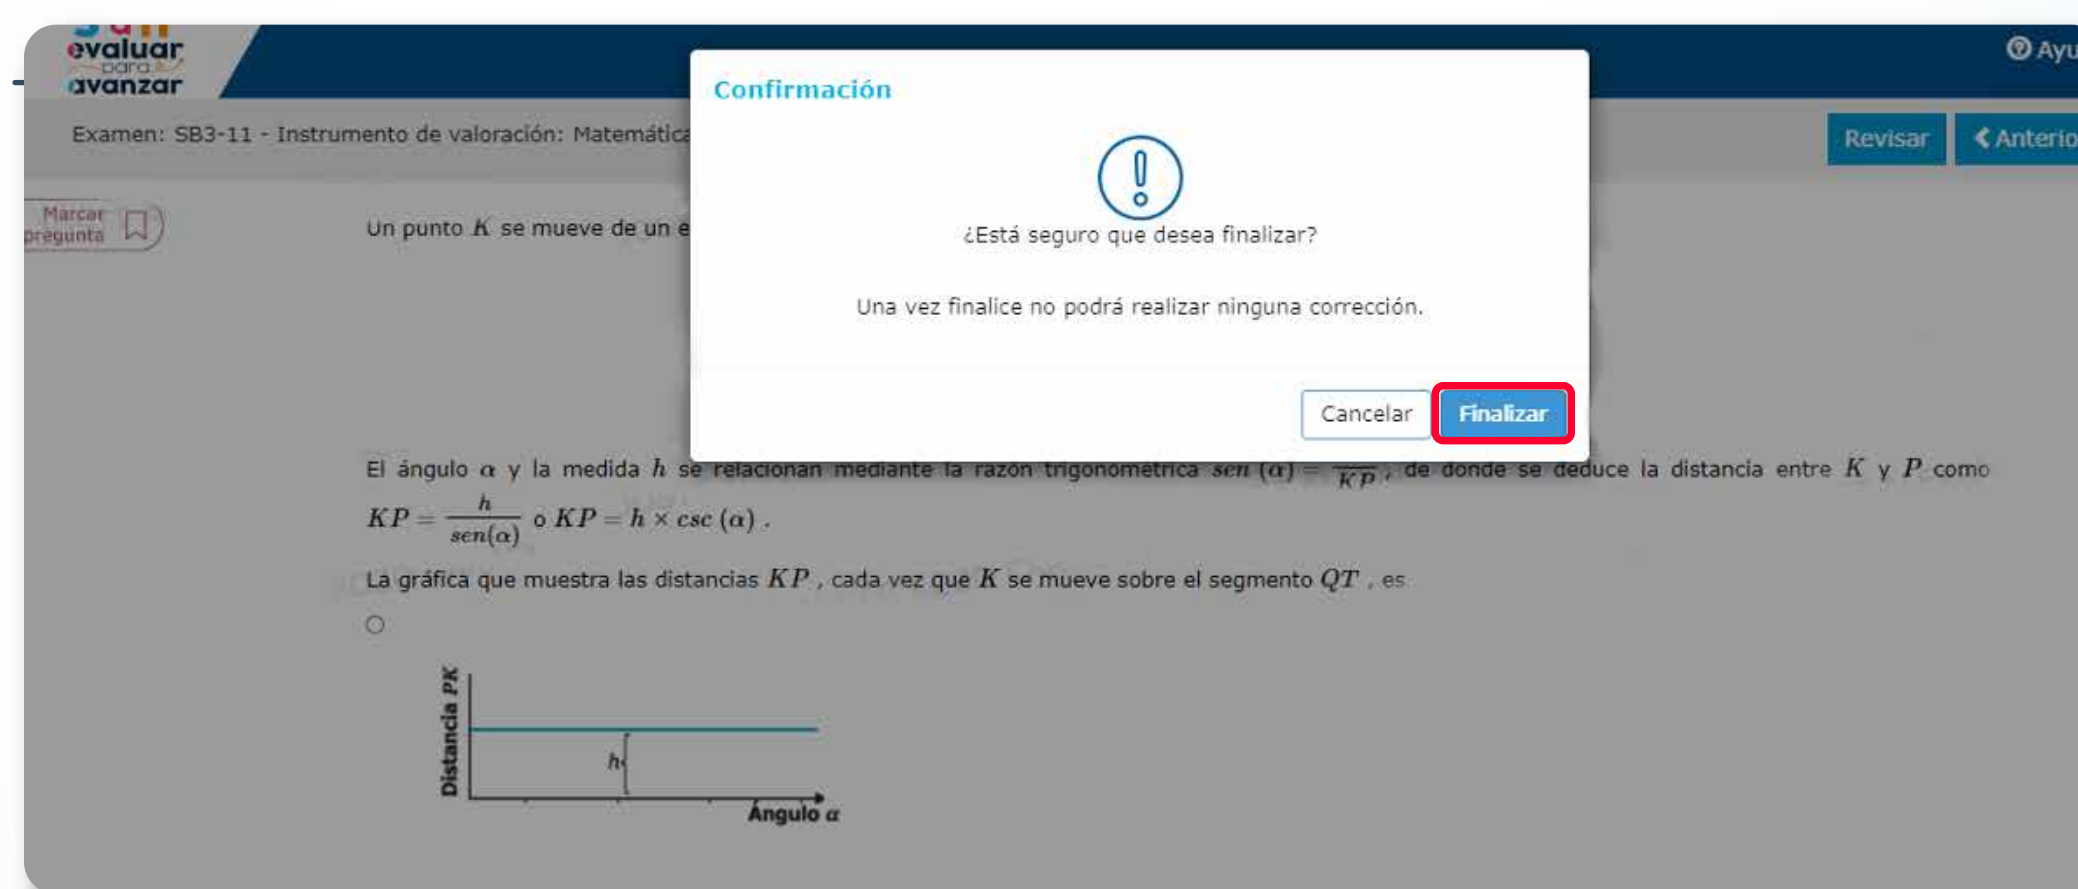 evaluar
para
avanzar
Ayu
Confirmación
Examen: SB3-11 - Instrumento de valoración: Matemática
Revisar
Anterio
Marcar
pregunta
Un punto K se mueve de un e
¿Está seguro que desea finalizar?
Una vez finalice no podrá realizar ninguna corrección.
Cancelar
Finalizar
El ángulo α y la medida h se relacionan mediante la razón trigonométrica sen (α) = KP , de donde se deduce la distancia entre K y P como
KP = h / sen(α) o KP = h × csc (α) .
La gráfica que muestra las distancias KP , cada vez que K se mueve sobre el segmento QT , es
Distancia PK
h
Ángulo α